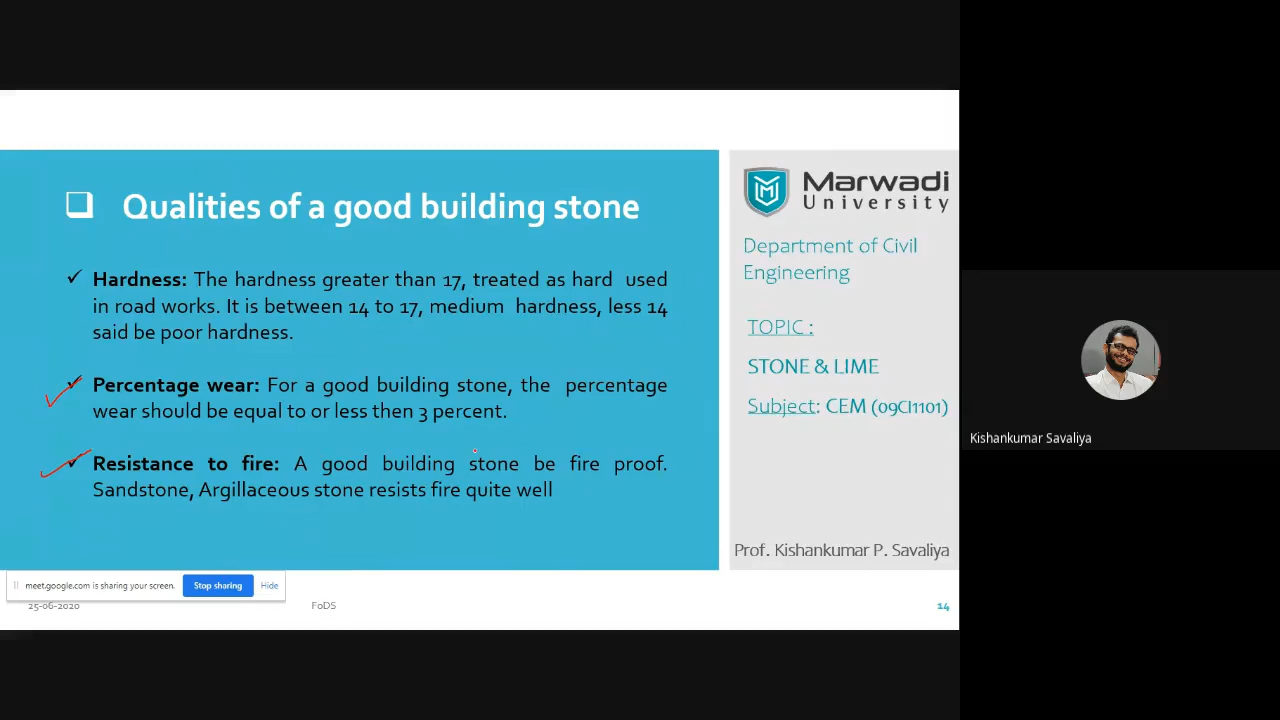 Qualities of a good building stone
Hardness: The hardness greater than 17, treated as hard used
in road works. It is between 14 to 17, medium hardness, less 14
said be poor hardness.
Percentage wear: For a good building stone, the percentage
wear should be equal to or less then 3 percent.
Resistance to fire: A good building stone be fire proof.
Sandstone, Argillaceous stone resists fire quite well
Marwadi
University
Department of Civil
Engineering
TOPIC :
STONE & LIME
Subject: CEM (09CI1101)
Prof. Kishankumar P. Savaliya
meet.google.com is sharing your screen. Stop sharing Hide
25-06-2020 FoDS 14
Kishankumar Savaliya